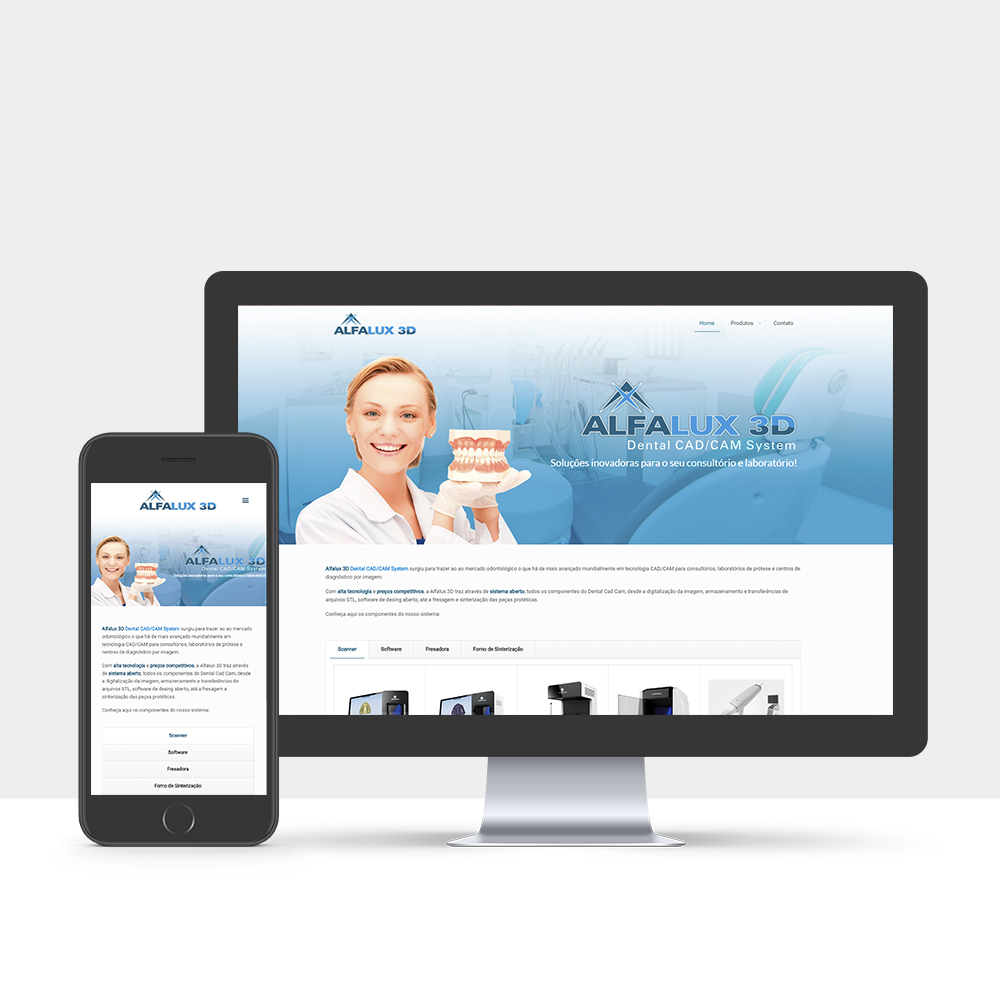 ALFALUX 3D
Home Produtos Contato
ALFALUX 3D
Dental CAD/CAM System
Soluções inovadoras para o seu consultório e laboratório!
Alfalux 3D Dental CAD/CAM System surgiu para trazer ao ao mercado odontológico o que há de mais avançado mundialmente em tecnologia CAD/CAM para consultórios, laboratórios de prótese e centros de
diagnóstico por imagem.
Com alta tecnologia e preços competitivos, a Alfalux 3D traz através de sistema aberto, todos os componentes do Dental Cad Cam, desde a digitalização da imagem, armazenamento e transferências de
arquivos STL, software de desing aberto, até a fresagem e sinterização das peças protéticas.
Conheça aqui os componentes do nosso sistema:
Scanner Software Fresadora Forno de Sinterização
ALFALUX 3D
ALFALUX 3D
Dental CAD/CAM System
Soluções inovadoras para o seu consultório e laboratório
Alfalux 3D Dental CAD/CAM System surgiu para trazer ao ao mercado
odontológico o que há de mais avançado mundialmente em
tecnologia CAD/CAM para consultórios, laboratórios de prótese e
centros de diagnóstico por imagem.
Com alta tecnologia e preços competitivos, a Alfalux 3D traz através
de sistema aberto, todos os componentes do Dental Cad Cam, desde
a digitalização da imagem, armazenamento e transferências de
arquivos STL, software de desing aberto, até a fresagem e
sinterização das peças protéticas.
Conheça aqui os componentes do nosso sistema:
Scanner
Software
Fresadora
Forno de Sinterização